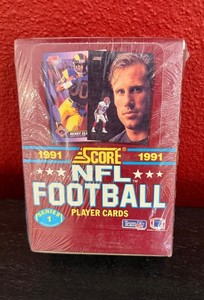 1991 SCORE 1991
NFL
FOOTBALL
SERIES
1
PLAYER CARDS